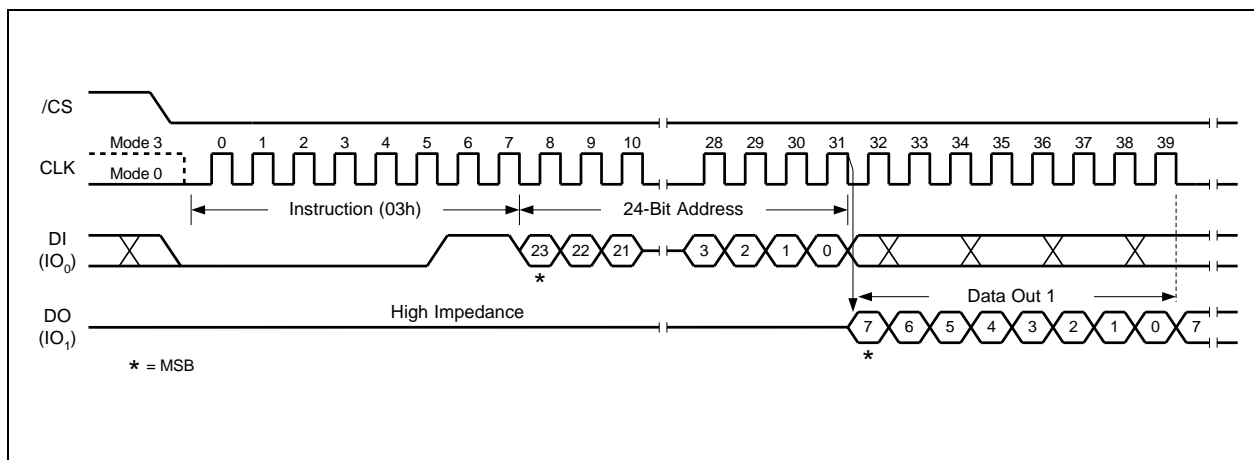 /CS
Mode 3 0 1 2 3 4 5 6 7 8 9 10 28 29 30 31 32 33 34 35 36 37 38 39
CLK
Mode 0
Instruction (03h) 24-Bit Address
DI
(IO0) 23 22 21 3 2 1 0
*
Data Out 1
High Impedance
DO
(IO1) 7 6 5 4 3 2 1 0 7
* = MSB *